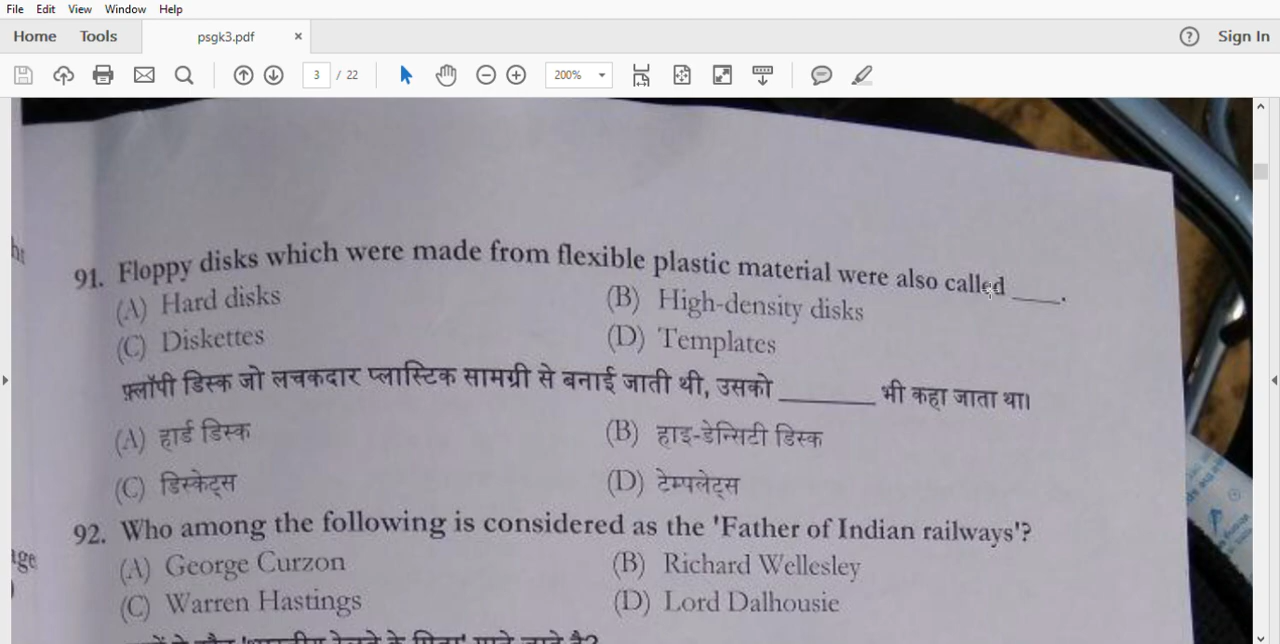 File Edit View Window Help
Home Tools psgk3.pdf × ? Sign In
3 / 22 200%
91. Floppy disks which were made from flexible plastic material were also called ____.
(A) Hard disks (B) High-density disks
(C) Diskettes (D) Templates
फ़्लॉपी डिस्क जो लचकदार प्लास्टिक सामग्री से बनाई जाती थी, उसको ________ भी कहा जाता था।
(A) हार्ड डिस्क (B) हाइ-डेन्सिटी डिस्क
(C) डिस्केट्स (D) टेम्पलेट्स
92. Who among the following is considered as the 'Father of Indian railways'?
(A) George Curzon (B) Richard Wellesley
(C) Warren Hastings (D) Lord Dalhousie